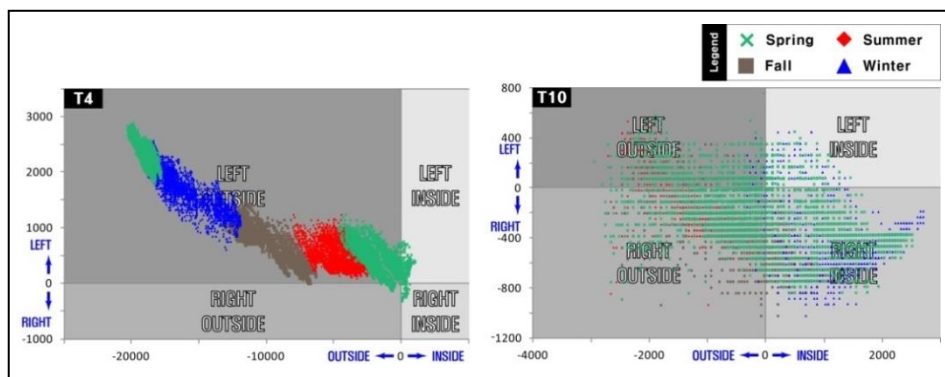 Legend
Spring
Summer
Fall
Winter
T4
3500
2500
2000
1000
0
-1000
LEFT
RIGHT
LEFT
OUTSIDE
LEFT
INSIDE
RIGHT
OUTSIDE
RIGHT
INSIDE
-20000
-10000
OUTSIDE
0
INSIDE
T10
800
400
0
-400
-800
-1200
LEFT
RIGHT
LEFT
OUTSIDE
LEFT
INSIDE
RIGHT
OUTSIDE
RIGHT
INSIDE
-4000
-2000
OUTSIDE
0
INSIDE
2000